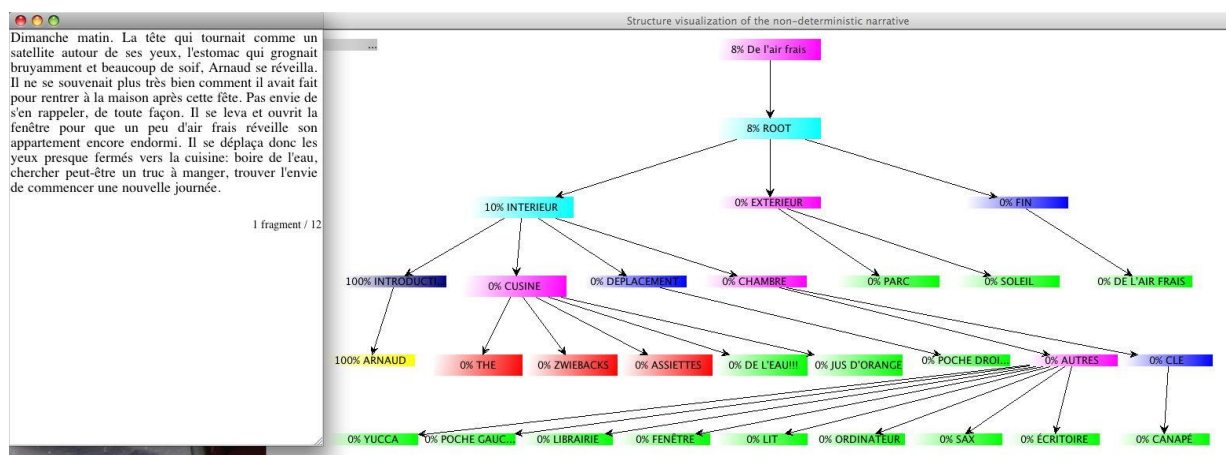 Structure visualization of the non-deterministic narrative
Dimanche matin. La tête qui tournait comme un
satellite autour de ses yeux, l'estomac qui grognait
bruyamment et beaucoup de soif, Arnaud se réveilla.
Il ne se souvenait plus très bien comment il avait fait
pour rentrer à la maison après cette fête. Pas envie de
s'en rappeler, de toute façon. Il se leva et ouvrit la
fenêtre pour que un peu d'air frais réveille son
appartement encore endormi. Il se déplaça donc les
yeux presque fermés vers la cuisine: boire de l'eau,
chercher peut-être un truc à manger, trouver l'envie
de commencer une nouvelle journée.
1 fragment / 12
...
8% De l'air frais
8% ROOT
10% INTERIEUR
0% EXTERIEUR
0% FIN
100% INTRODUCTI...
0% CUSINE
0% DEPLACEMENT
0% CHAMBRE
0% PARC
0% SOLEIL
0% DE L'AIR FRAIS
100% ARNAUD
0% THE
0% ZWIEBACKS
0% ASSIETTES
0% DE L'EAU!!!
0% JUS D'ORANGE
0% POCHE DROI...
0% AUTRES
0% CLE
0% YUCCA
0% POCHE GAUC...
0% LIBRAIRIE
0% FENÊTRE
0% LIT
0% ORDINATEUR
0% SAX
0% ÉCRITOIRE
0% CANAPÉ